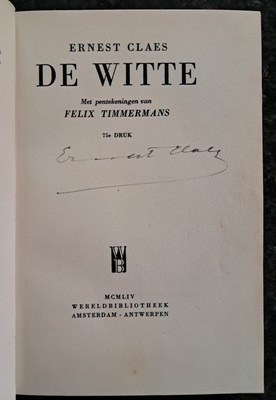 ERNEST CLAES
DE WITTE
Met pentekeningen van
FELIX TIMMERMANS
75e DRUK
Ernest Claes
WB
MCMLIV
WERELDBIBLIOTHEEK
AMSTERDAM - ANTWERPEN